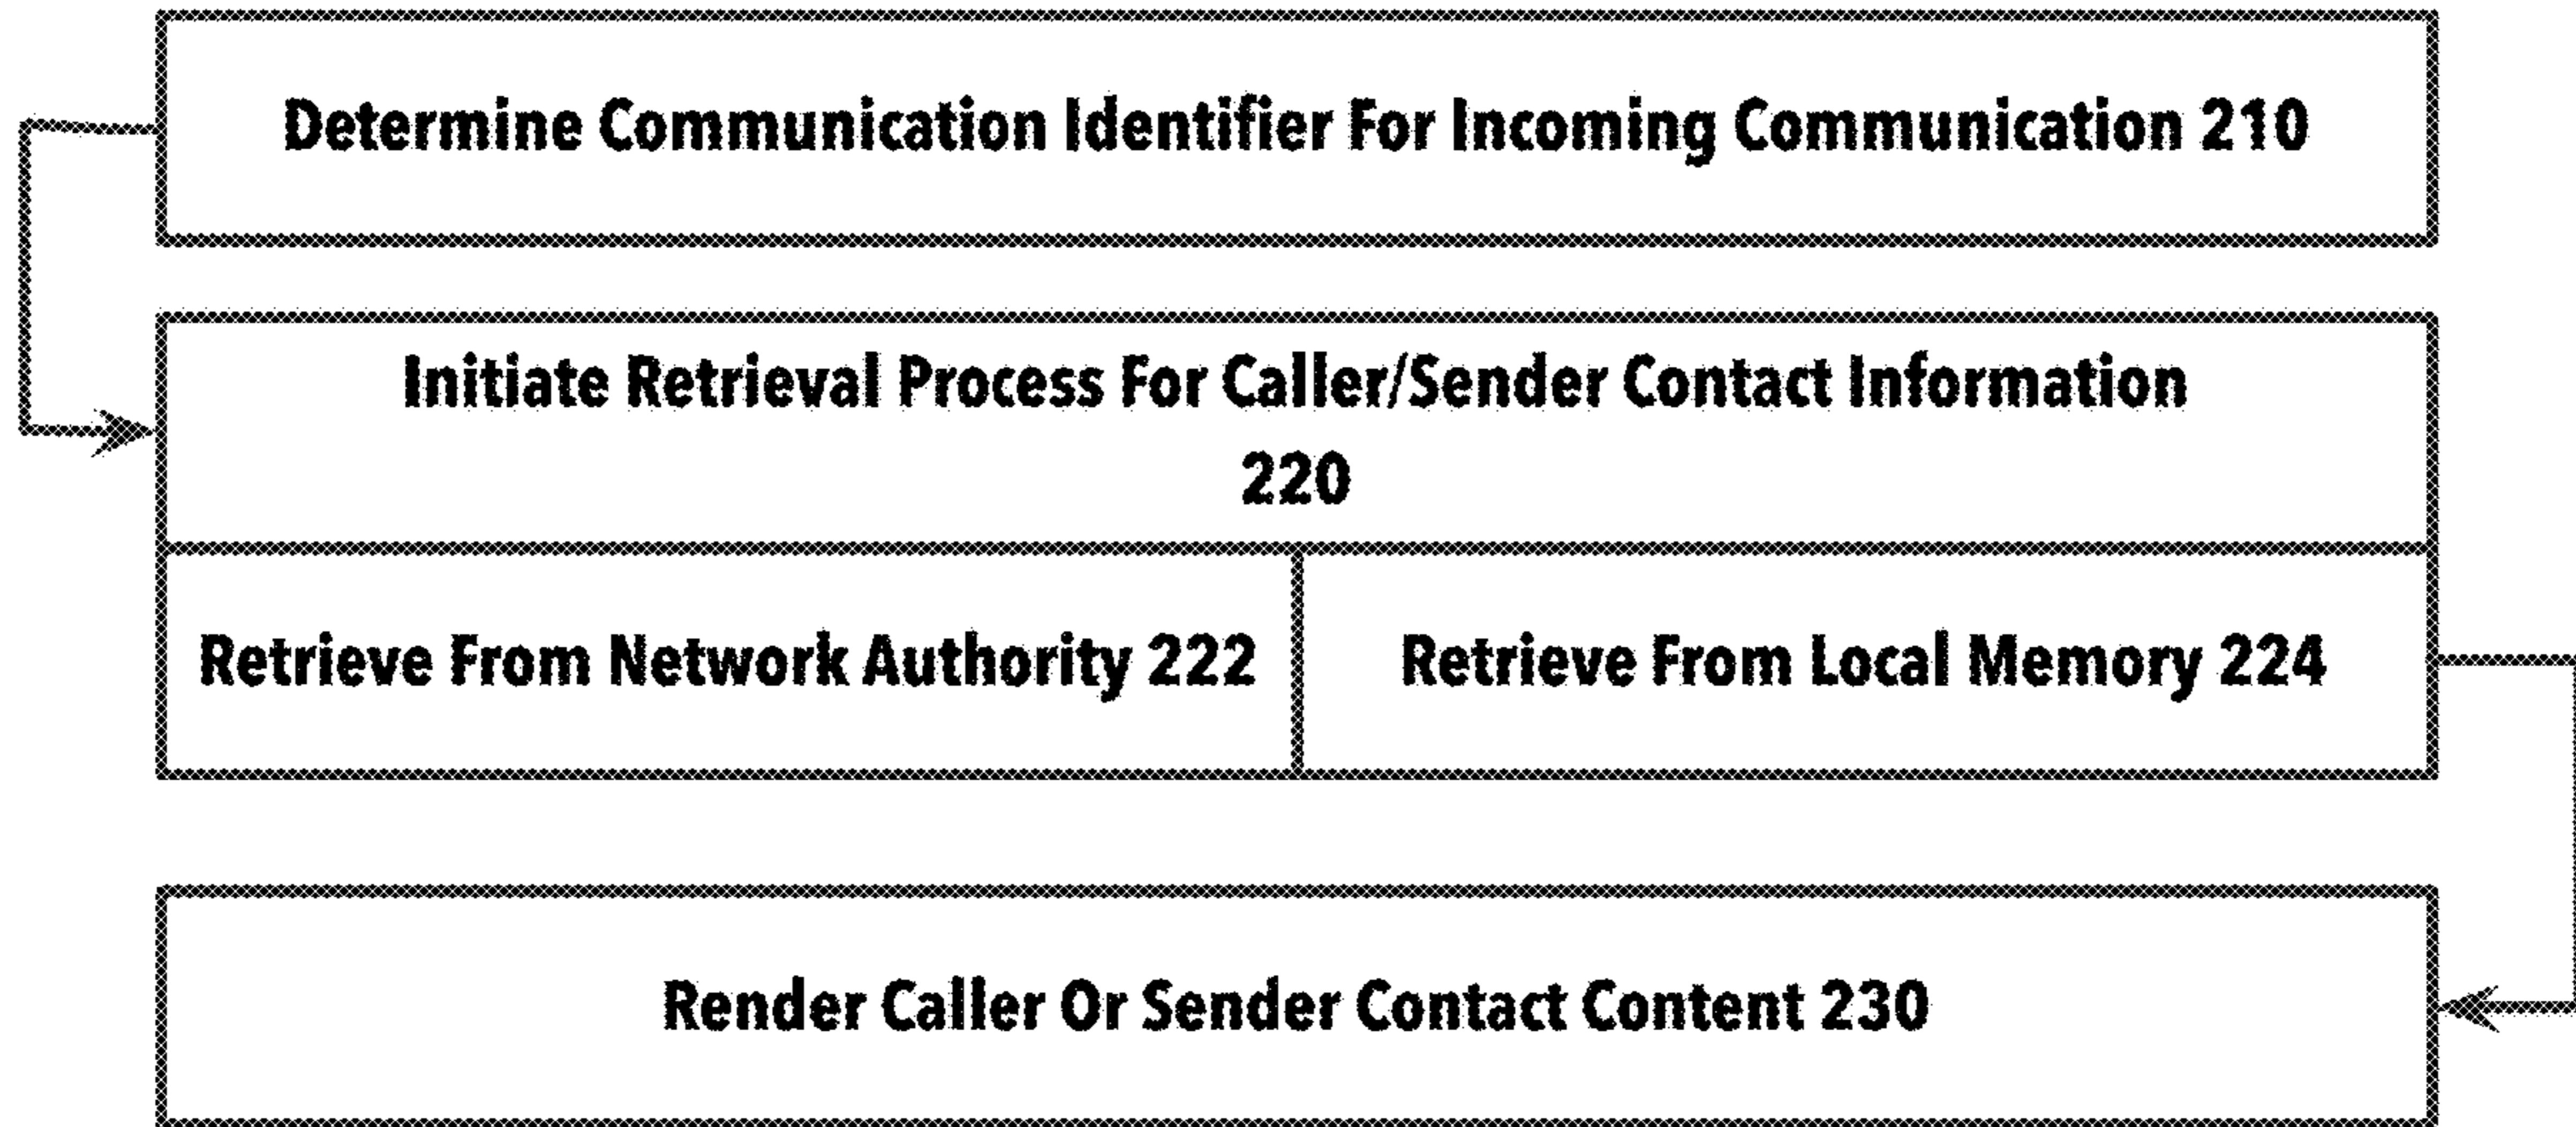 Determine Communication Identifier For Incoming Communication 210
Initiate Retrieval Process For Caller/Sender Contact Information
220
Retrieve From Network Authority 222
Retrieve From Local Memory 224
Render Caller Or Sender Contact Content 230